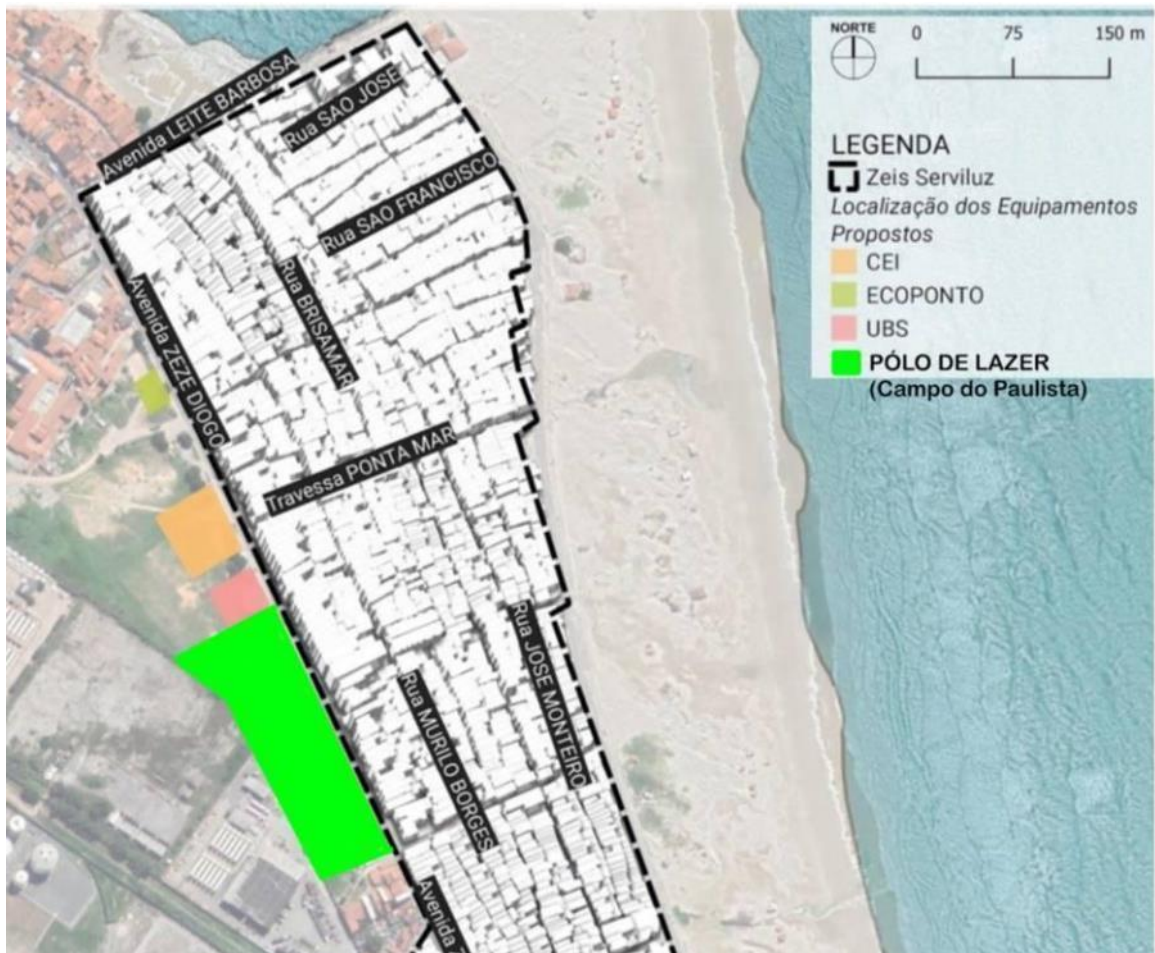 NORTE
0 75 150 m
LEGENDA
Zeis Serviluz
Localização dos Equipamentos
Propostos
CEI
ECOPONTO
UBS
PÓLO DE LAZER
(Campo do Paulista)
Avenida LEITE BARBOSA
Rua SAO JOSE
Rua SAO FRANCISCO
Rua BRISAMAR
Avenida ZEZE DIOGO
Travessa PONTA MAR
Rua JOSE MONTEIRO
Rua MURILO BORGES
Avenida